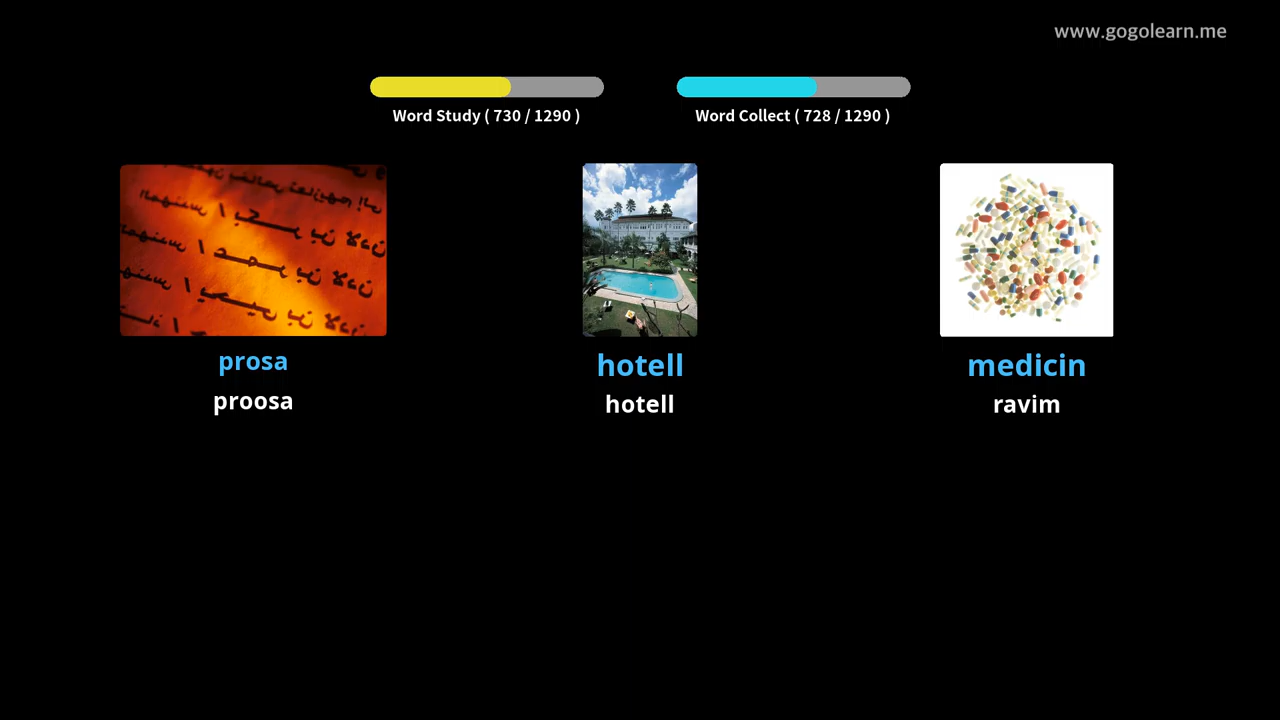 www.gogolearn.me
Word Study ( 730 / 1290 )
Word Collect ( 728 / 1290 )
prosa
proosa
hotell
hotell
medicin
ravim